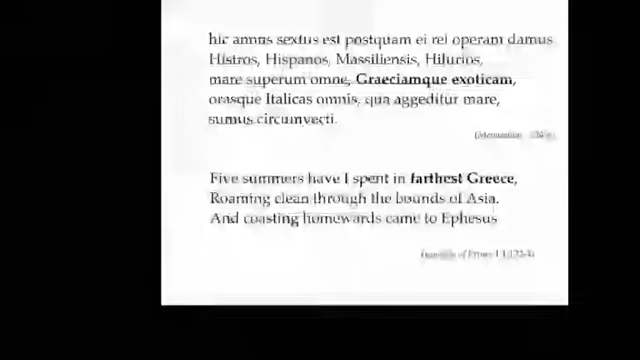 hic annus sextus est postquam ei rei operam damus
Histros, Hispanos, Massiliensis, Hilurios,
mare superum omne, Graeciamque exoticam,
orasque Italicas omnis, qua aggeditur mare,
sumus circumvecti.
Five summers have I spent in farthest Greece,
Roaming clean through the bounds of Asia.
And coasting homewards came to Ephesus
of Errors